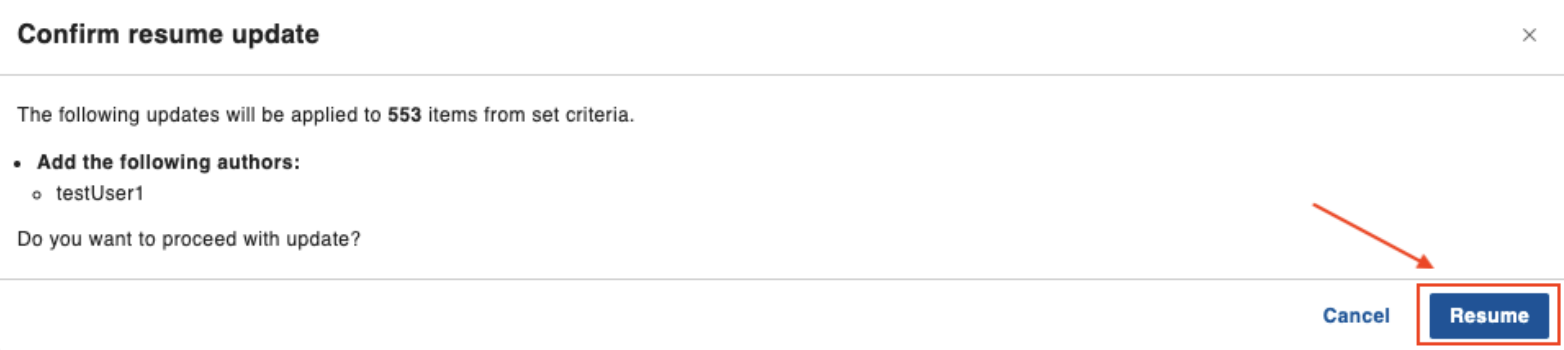 Confirm resume update
The following updates will be applied to 553 items from set criteria.
• Add the following authors:
○ testUser1
Do you want to proceed with update?
Cancel Resume